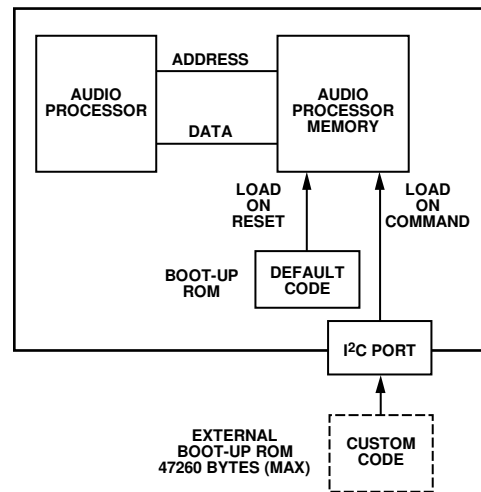 AUDIO
PROCESSOR
ADDRESS
DATA
AUDIO
PROCESSOR
MEMORY
LOAD
ON
RESET
LOAD
ON
COMMAND
BOOT-UP
ROM
DEFAULT
CODE
I²C PORT
EXTERNAL
BOOT-UP ROM
47260 BYTES (MAX)
CUSTOM
CODE